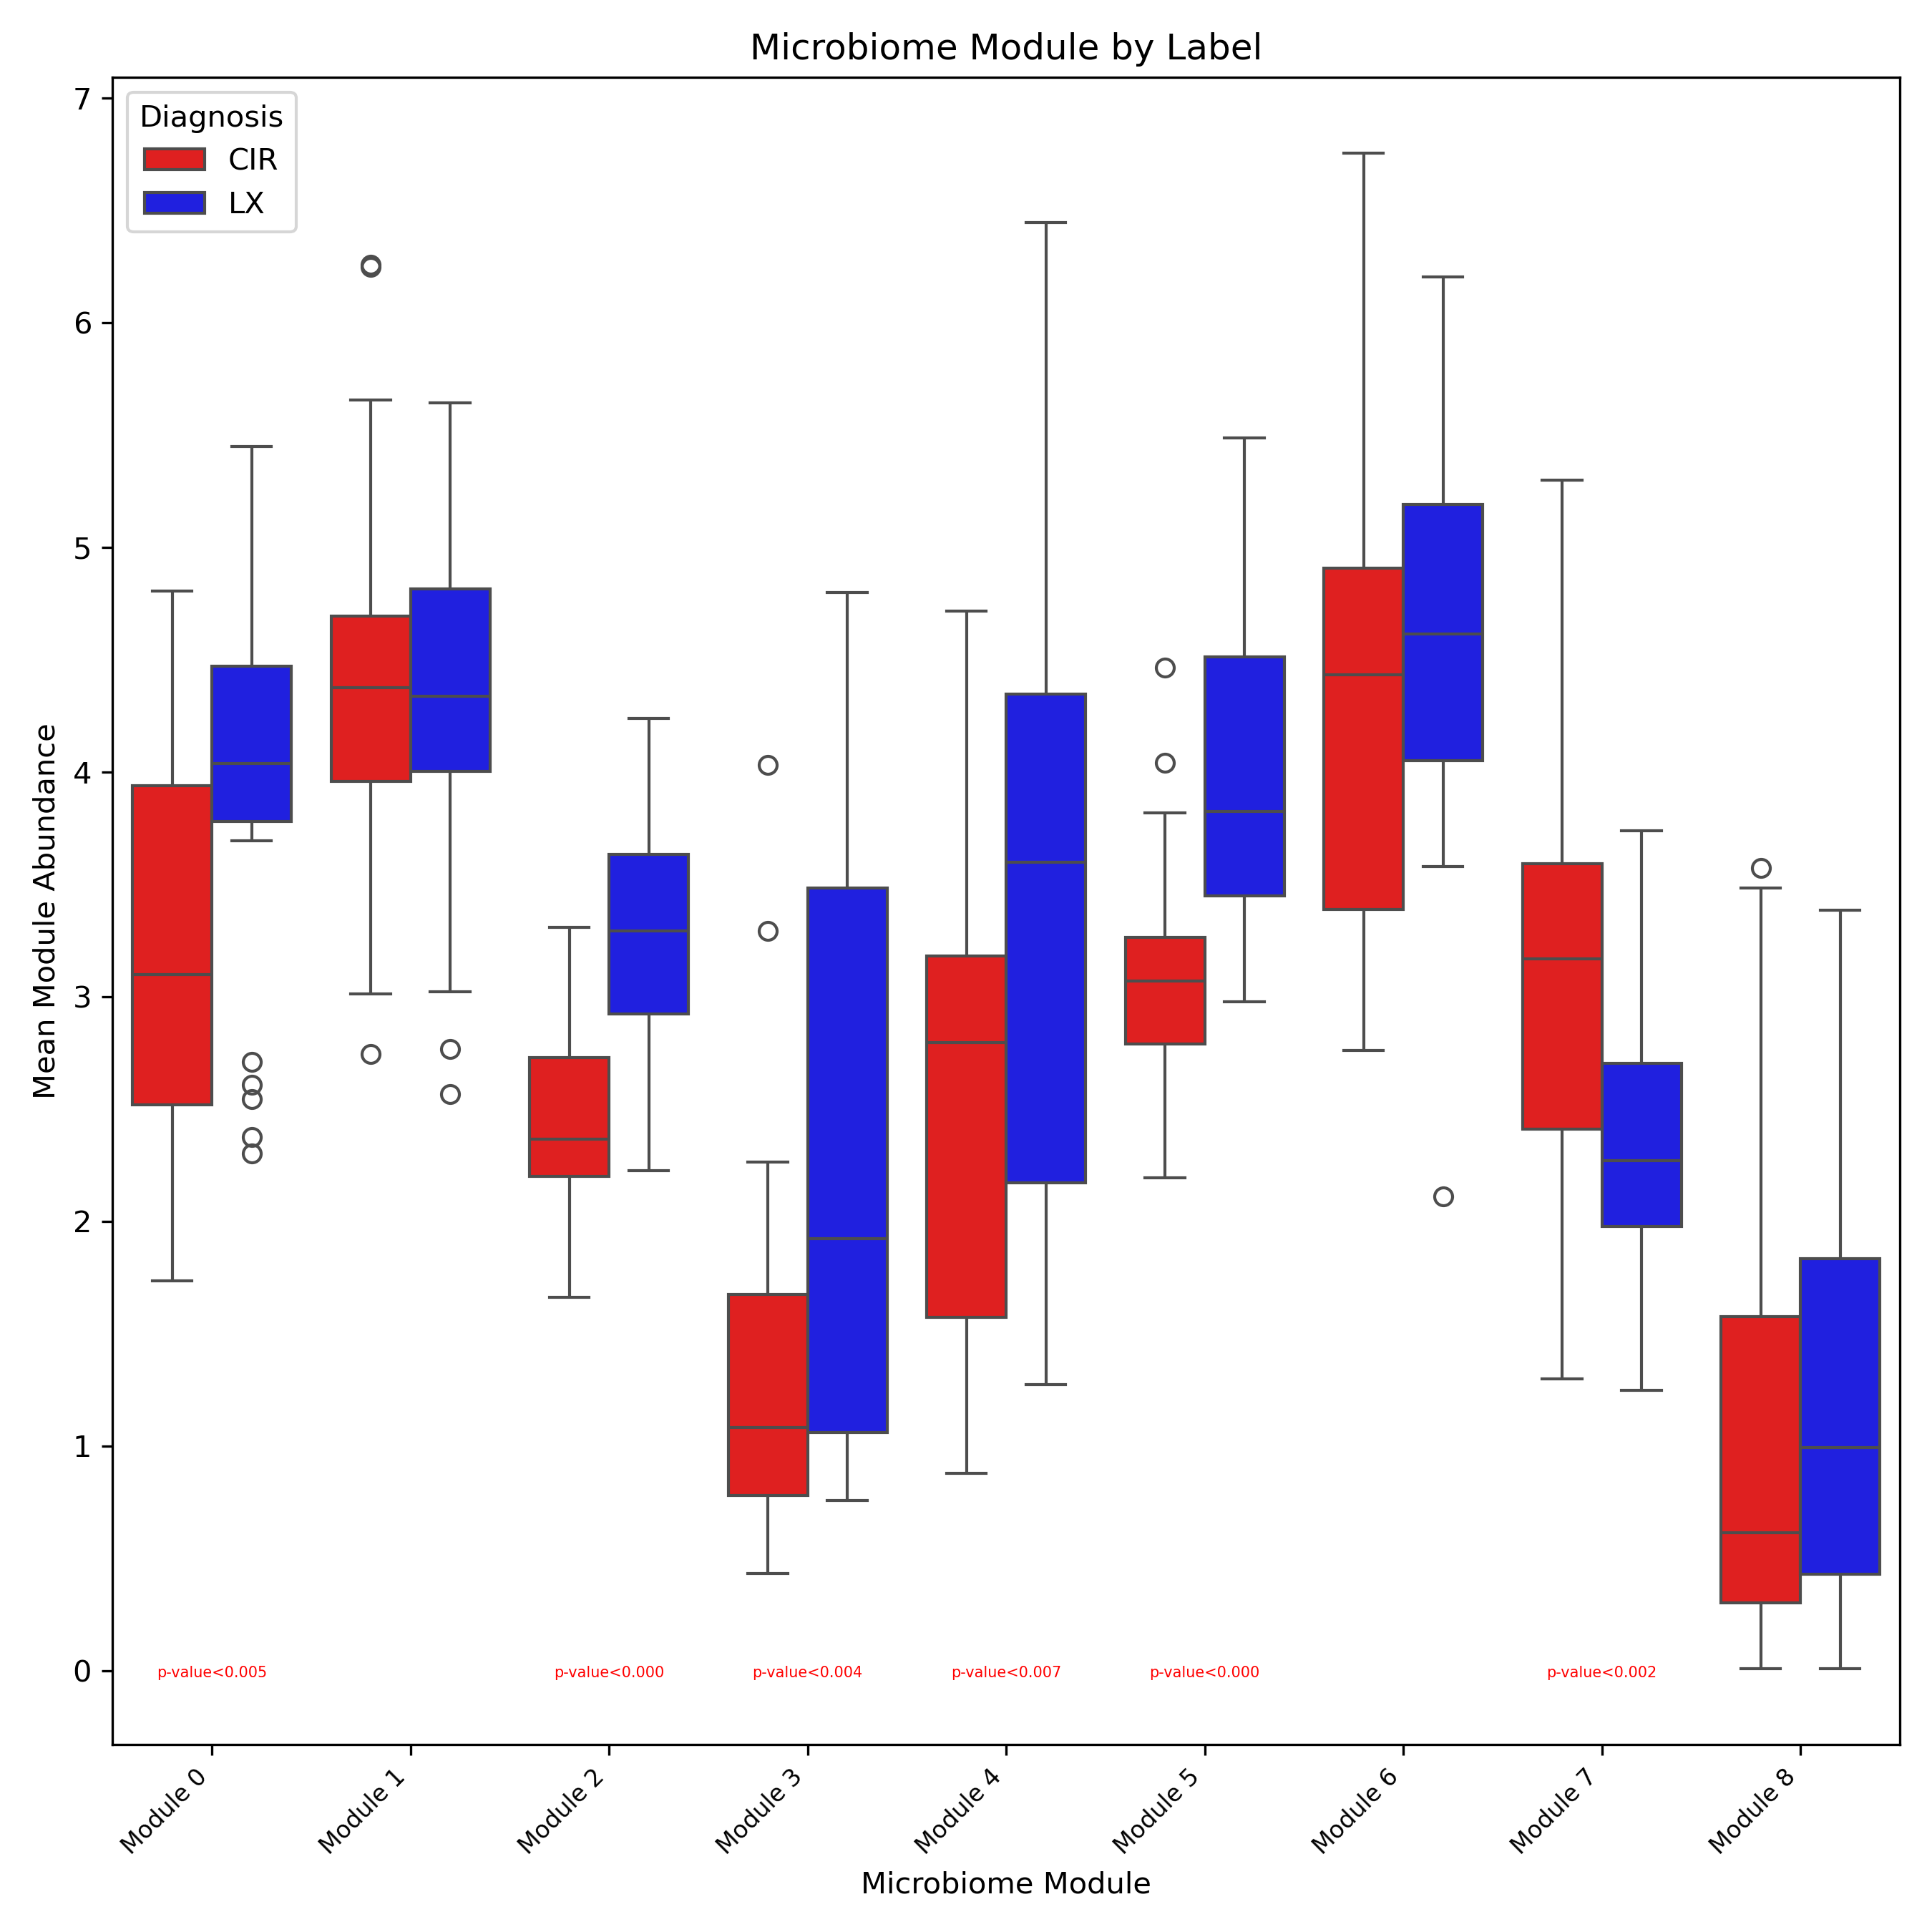 Microbiome Module by Label
Diagnosis
CIR
LX
Mean Module Abundance
7
6
5
4
3
2
1
0
p-value<0.005
p-value<0.000
p-value<0.004
p-value<0.007
p-value<0.000
p-value<0.002
Module 0
Module 1
Module 2
Module 3
Module 4
Module 5
Module 6
Module 7
Module 8
Microbiome Module